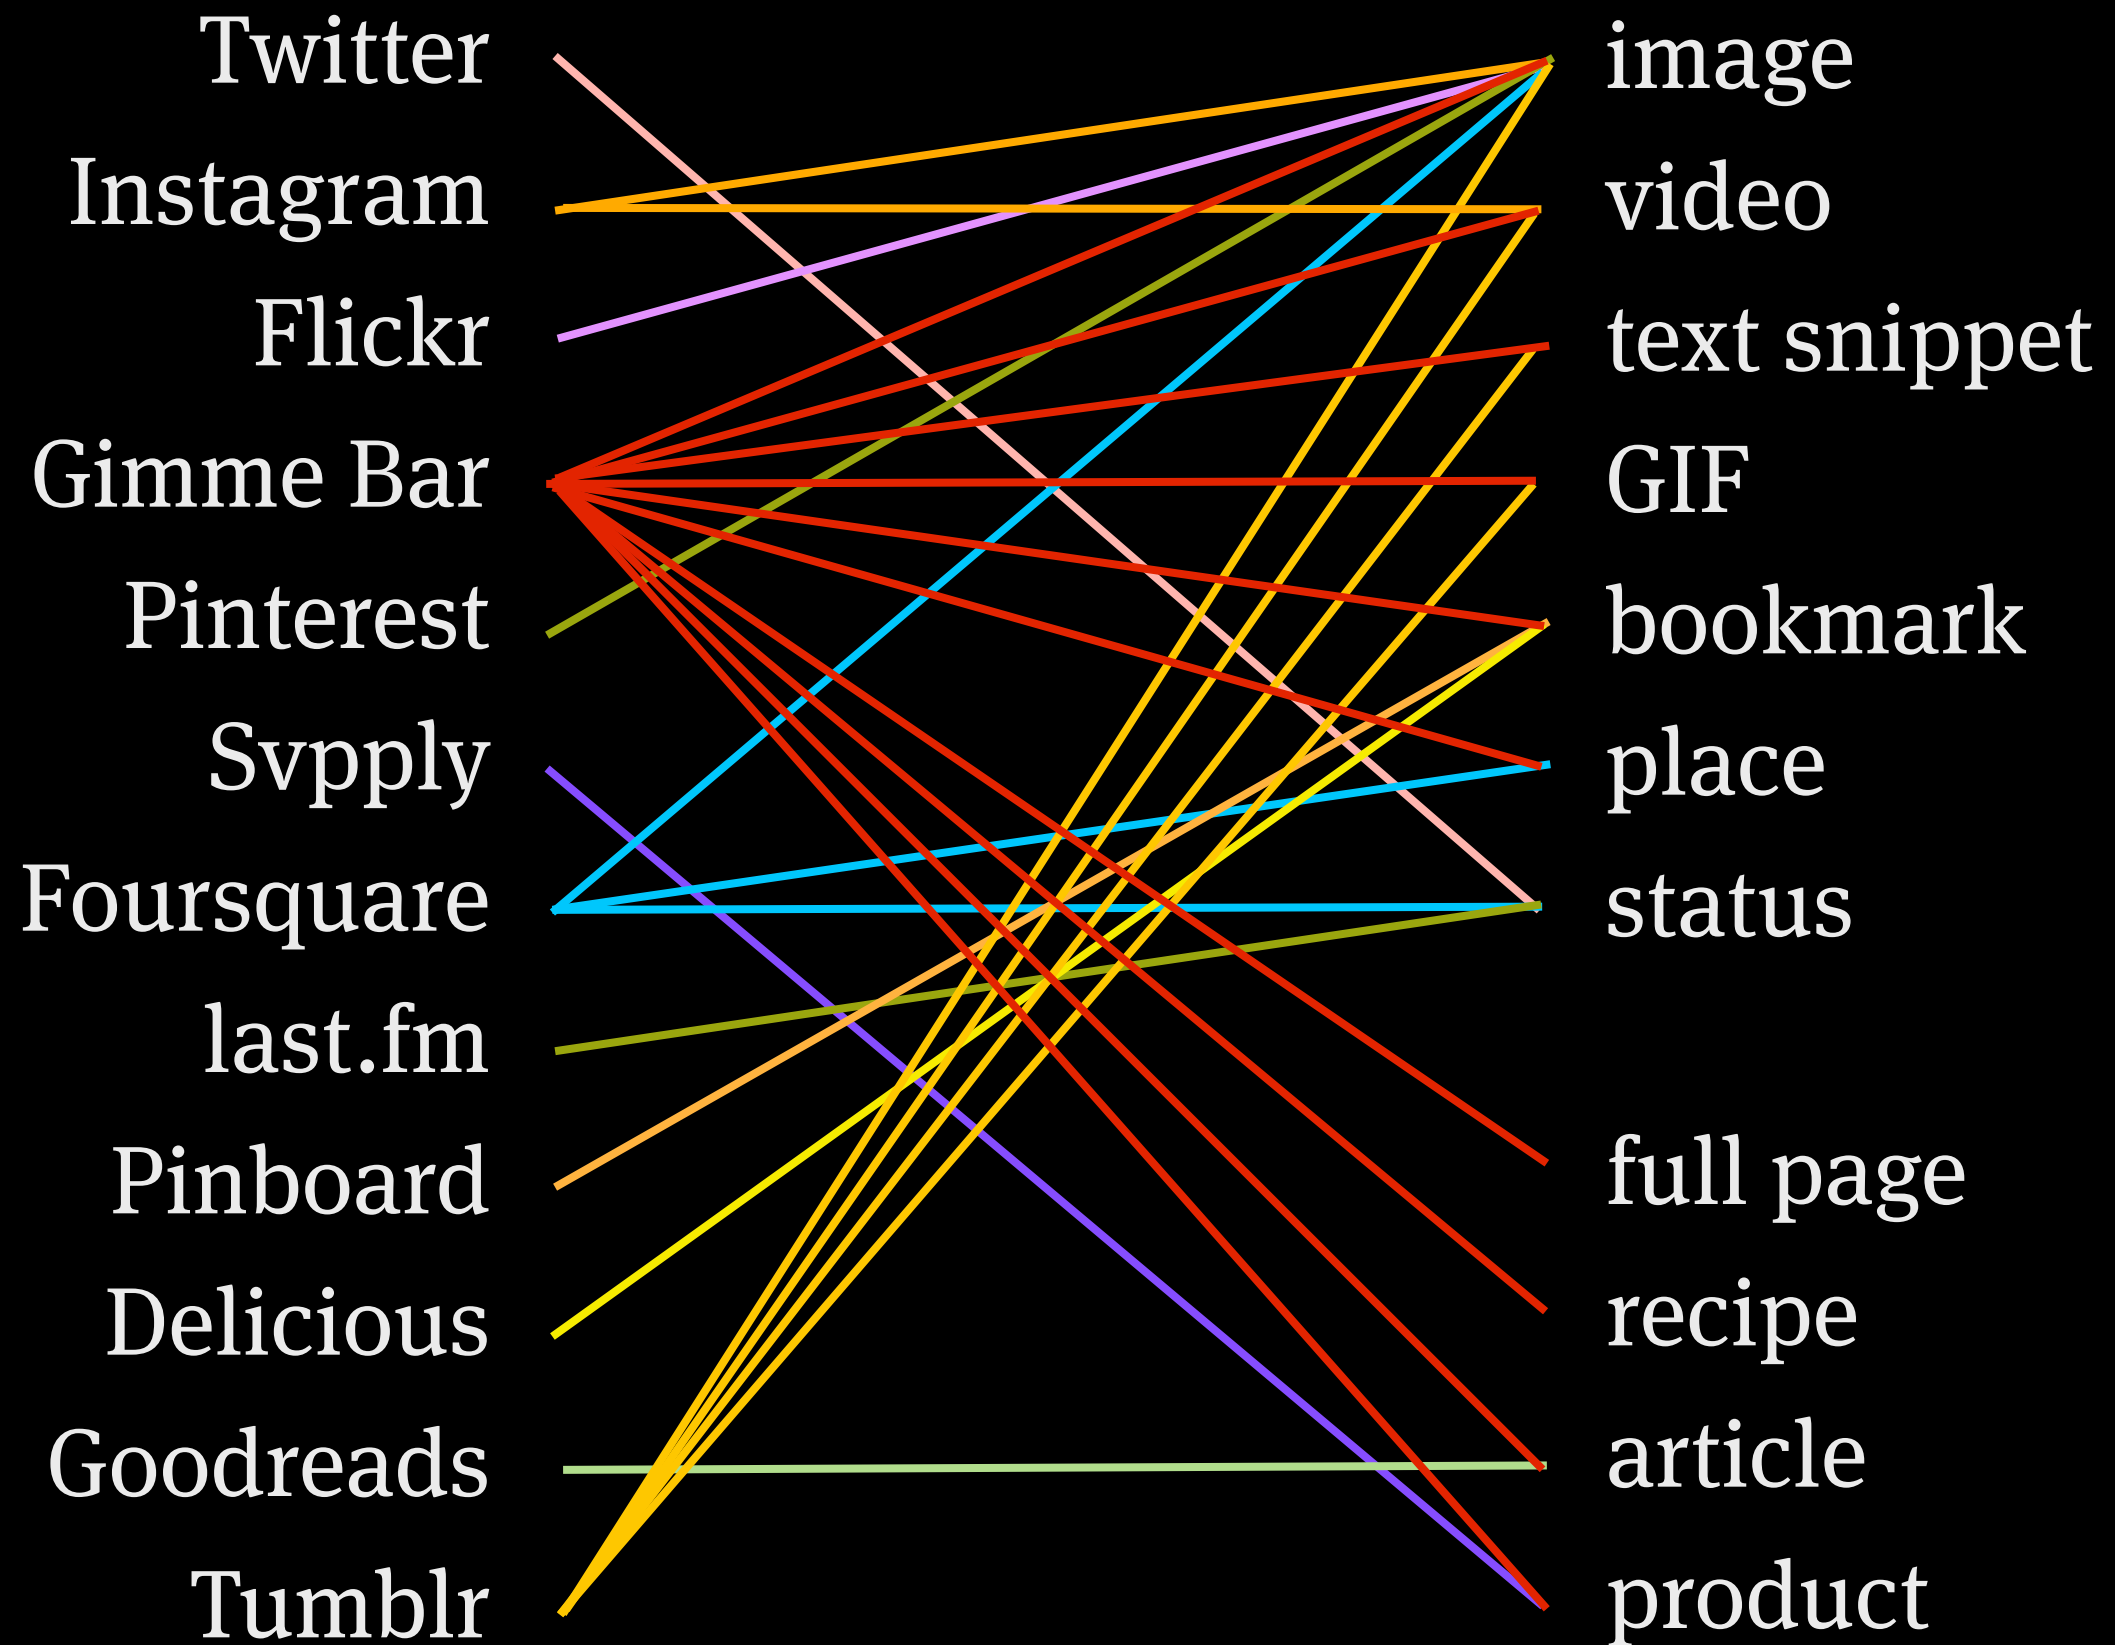 Twitter
Instagram
Flickr
Gimme Bar
Pinterest
Svpply
Foursquare
last.fm
Pinboard
Delicious
Goodreads
Tumblr
image
video
text snippet
GIF
bookmark
place
status
full page
recipe
article
product